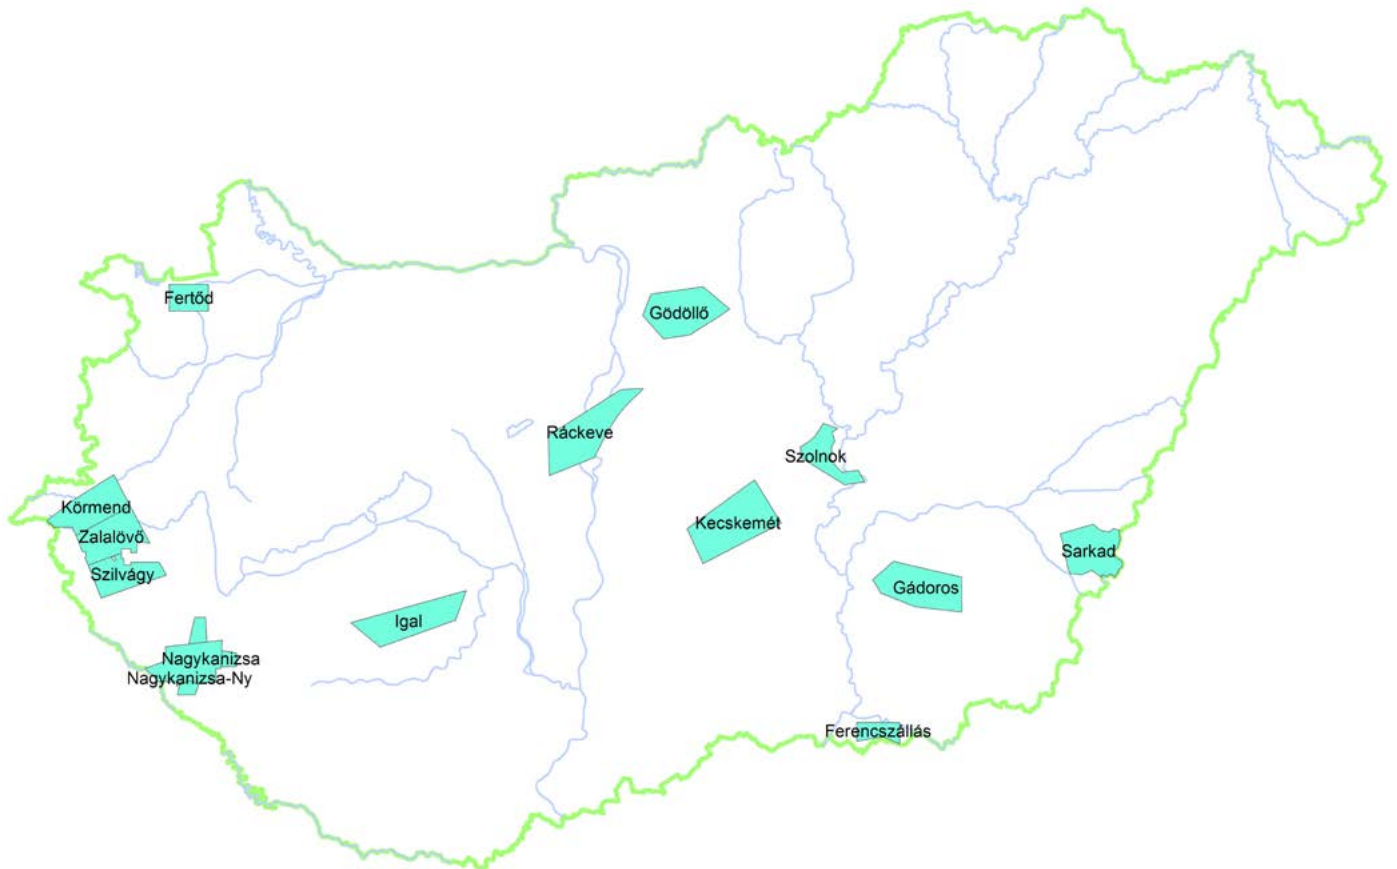 Fertőd
Gödöllő
Ráckeve
Szolnok
Körmend
Kecskemét
Zalalövő
Sarkad
Szilvágy
Gádoros
Igal
Nagykanizsa
Nagykanizsa-Ny
Ferencszállás